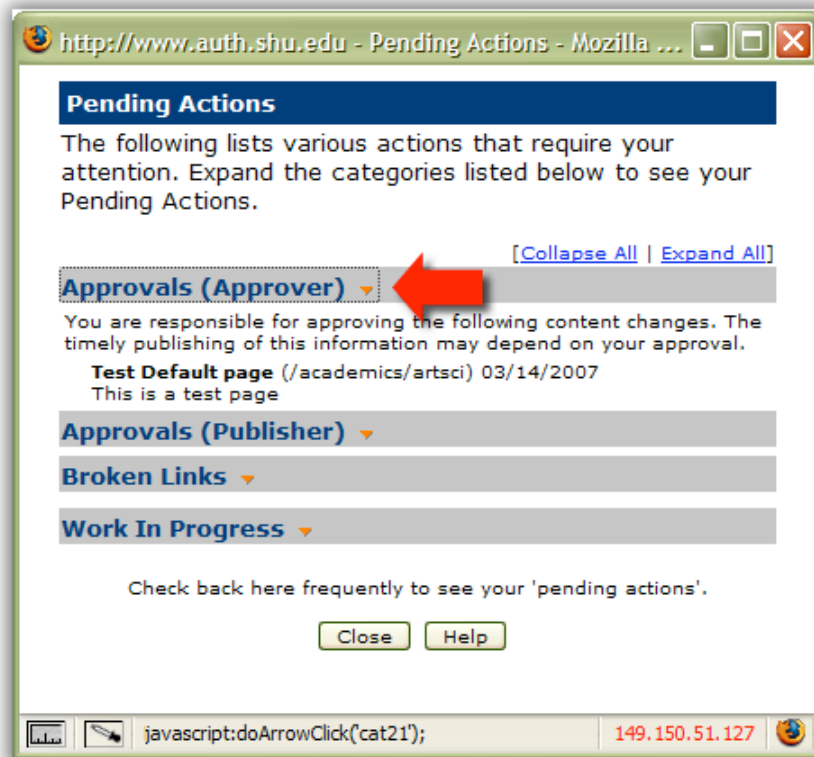 http://www.auth.shu.edu - Pending Actions - Mozilla ...
Pending Actions
The following lists various actions that require your
attention. Expand the categories listed below to see your
Pending Actions.
[Collapse All | Expand All]
Approvals (Approver)
You are responsible for approving the following content changes. The
timely publishing of this information may depend on your approval.
Test Default page (/academics/artsci) 03/14/2007
This is a test page
Approvals (Publisher)
Broken Links
Work In Progress
Check back here frequently to see your 'pending actions'.
Close Help
javascript:doArrowClick('cat21'); 149.150.51.127